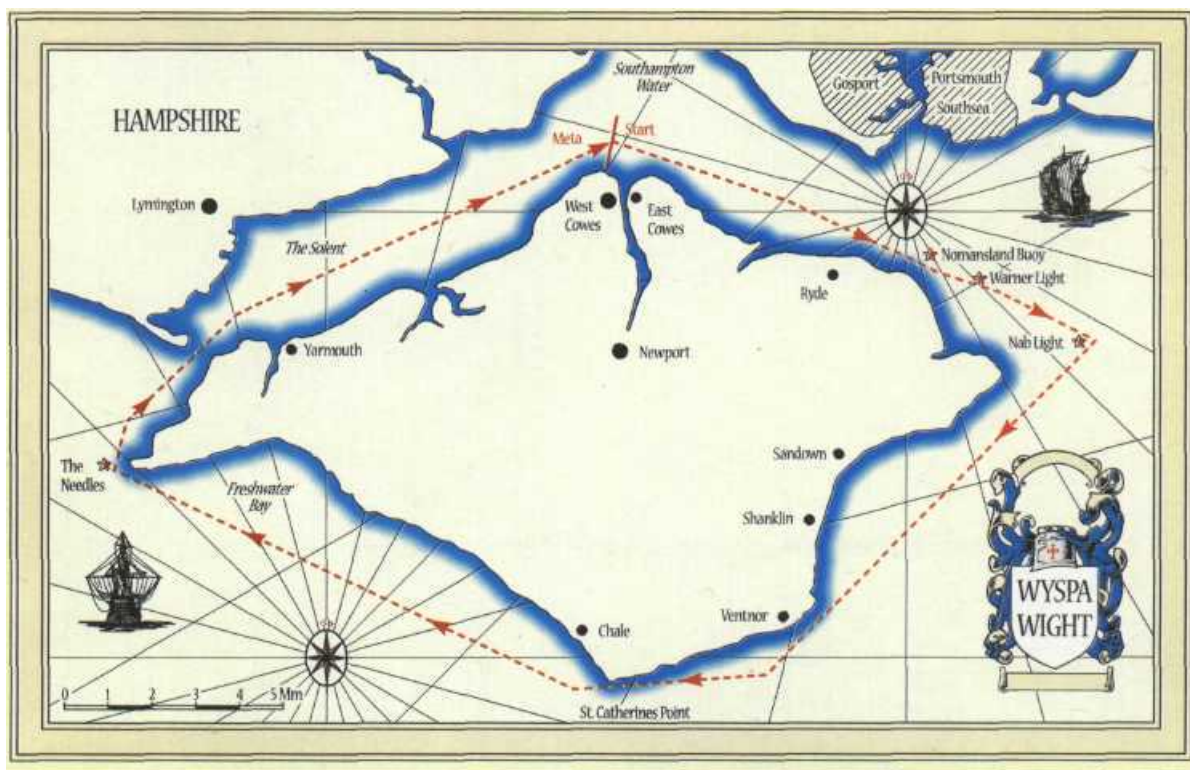 Southampton
Water
Gosport
Portsmouth
Southsea
HAMPSHIRE
Meta
Start
Lymington
West
Cowes
East
Cowes
The Solent
Nomansland Buoy
Warner Light
Ryde
Yarmouth
Newport
Nab Light
The
Needles
Freshwater
Bay
Sandown
Shanklin
Ventnor
Chale
WYSPA
WIGHT
0 1 2 3 4 5 Mm
St. Catherines Point